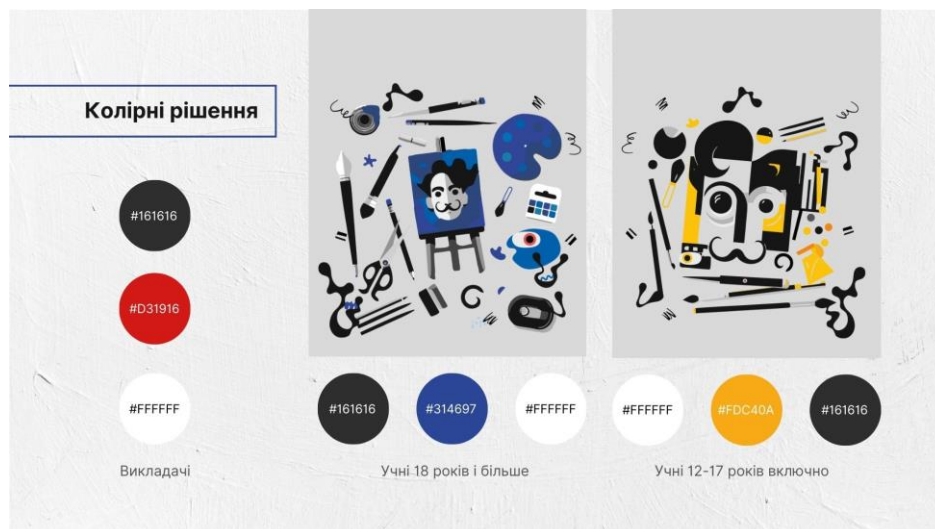 Колірні рішення
#161616
#D31916
#FFFFFF
Викладачі
#161616
#314697
#FFFFFF
Учні 18 років і більше
#FFFFFF
#FDC40A
#161616
Учні 12-17 років включно